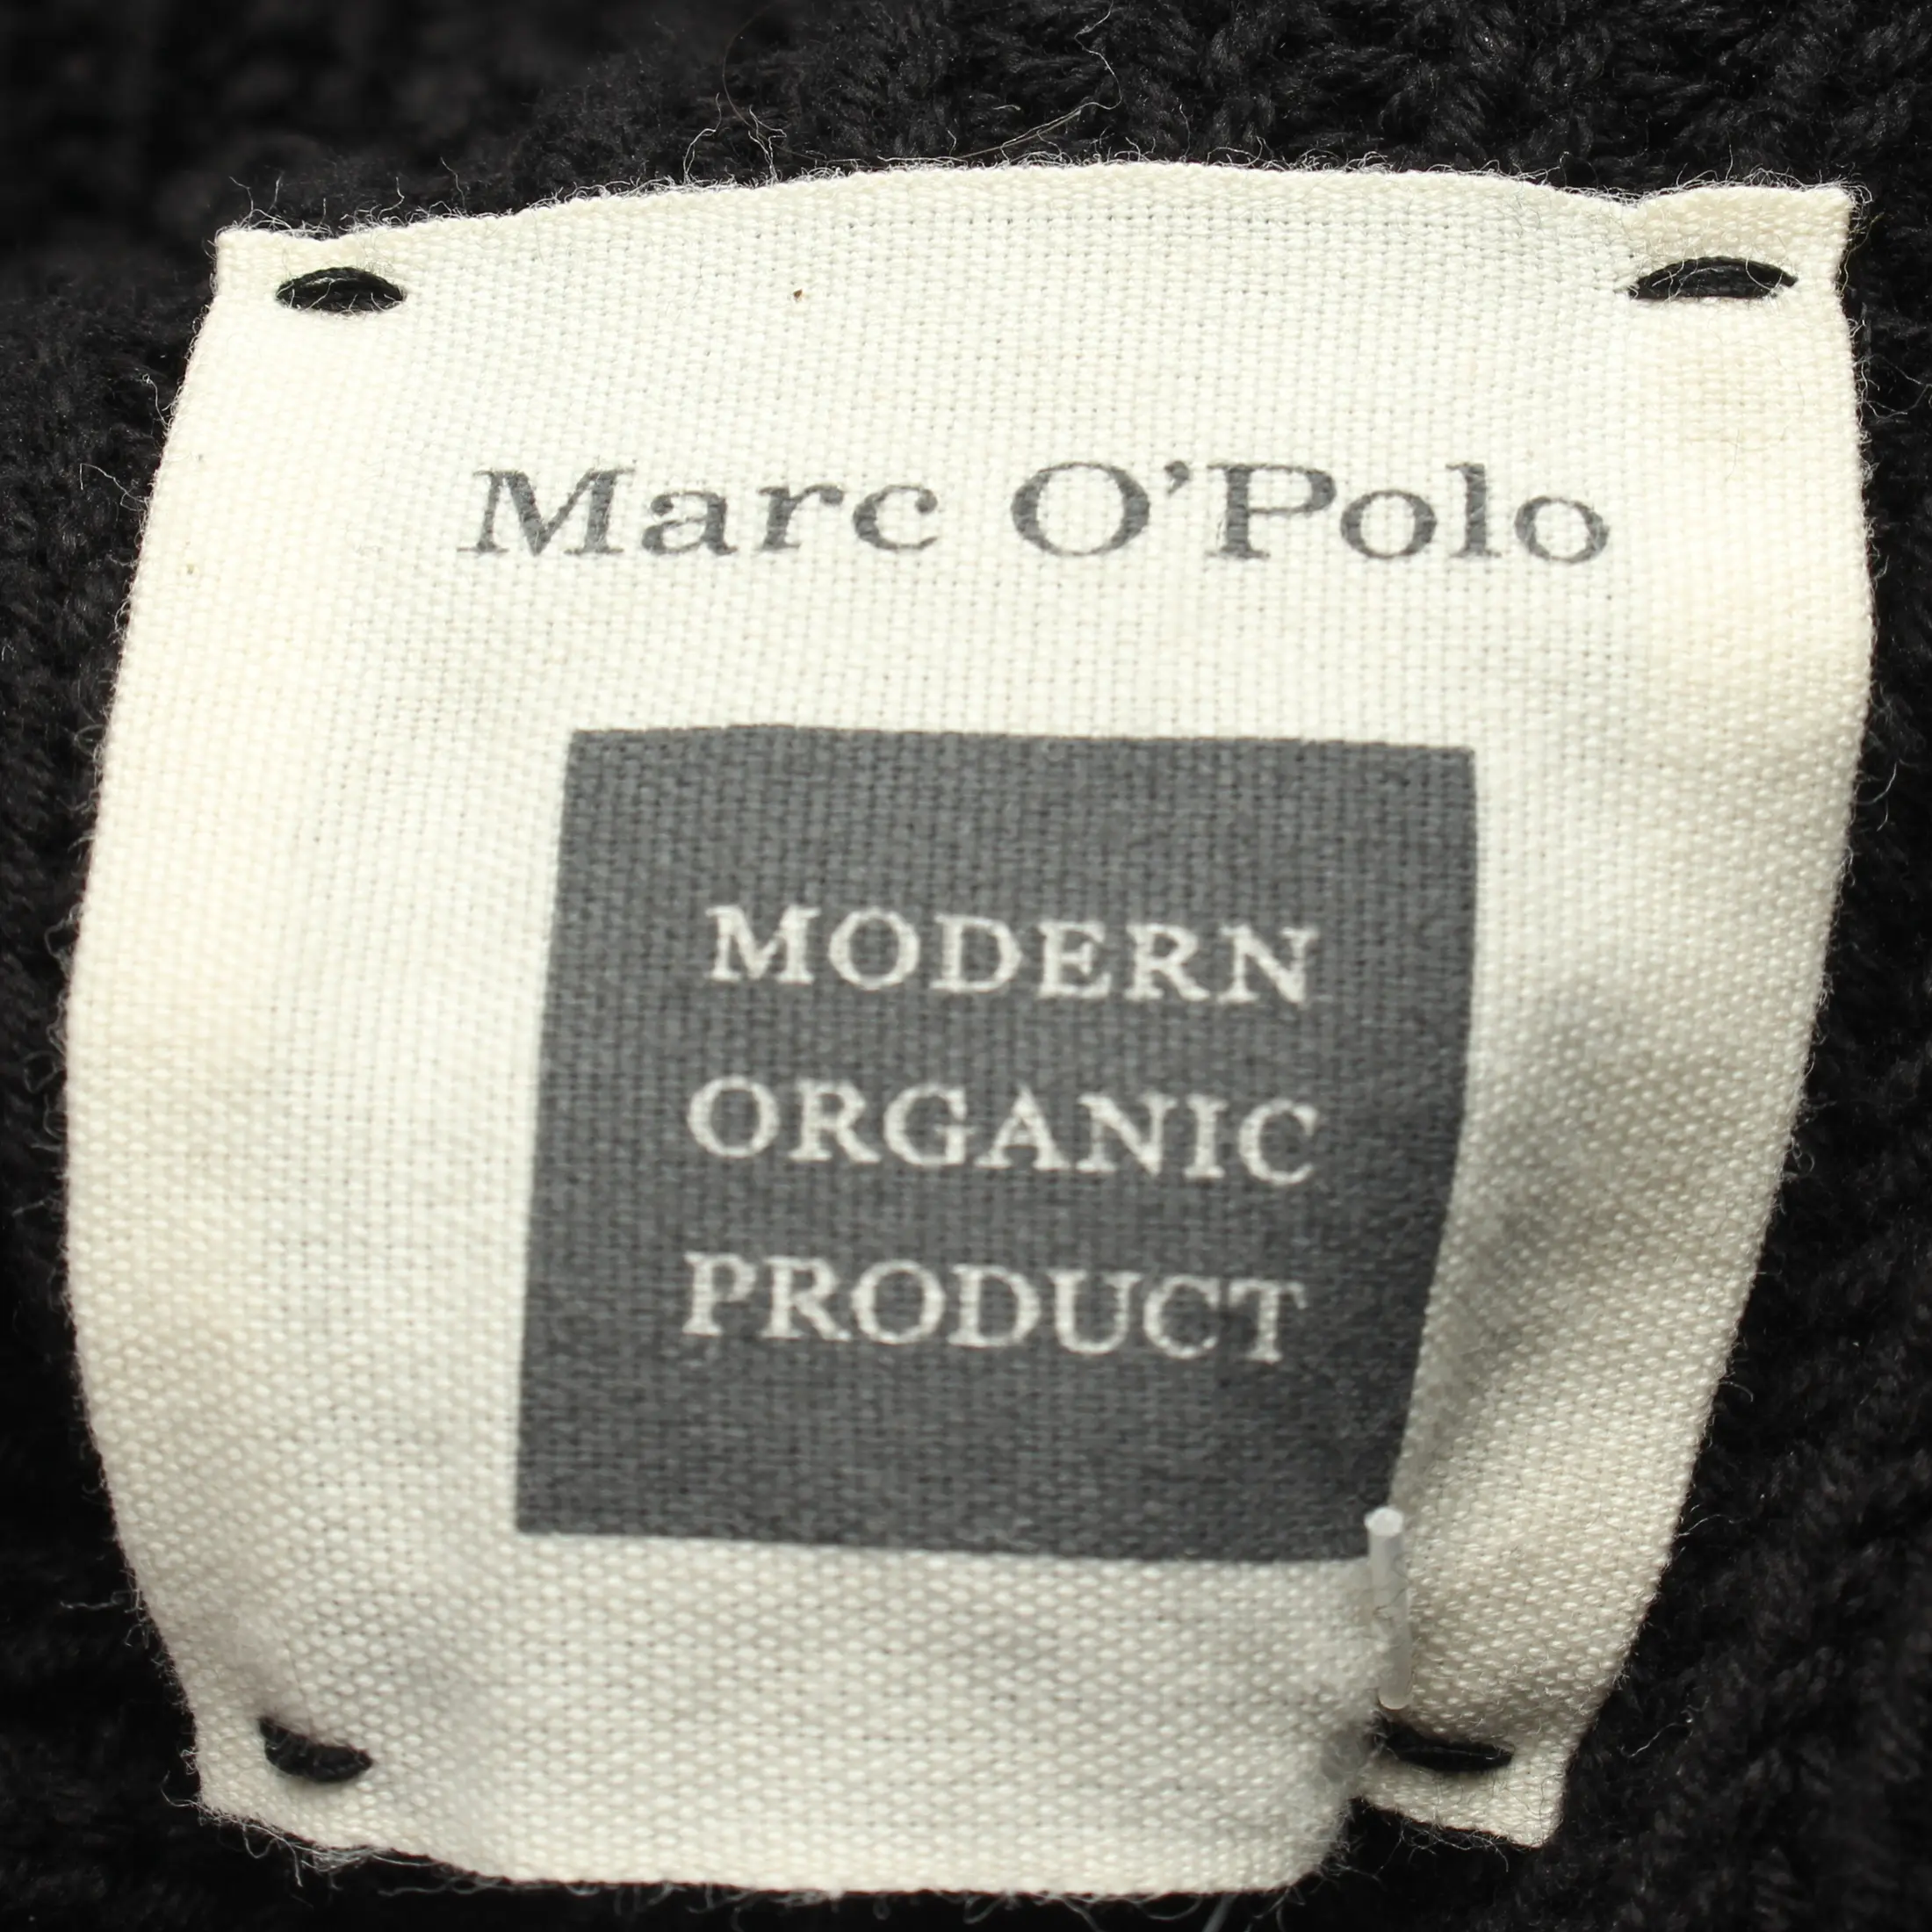 Marc O'Polo
MODERN
ORGANIC
PRODUCT